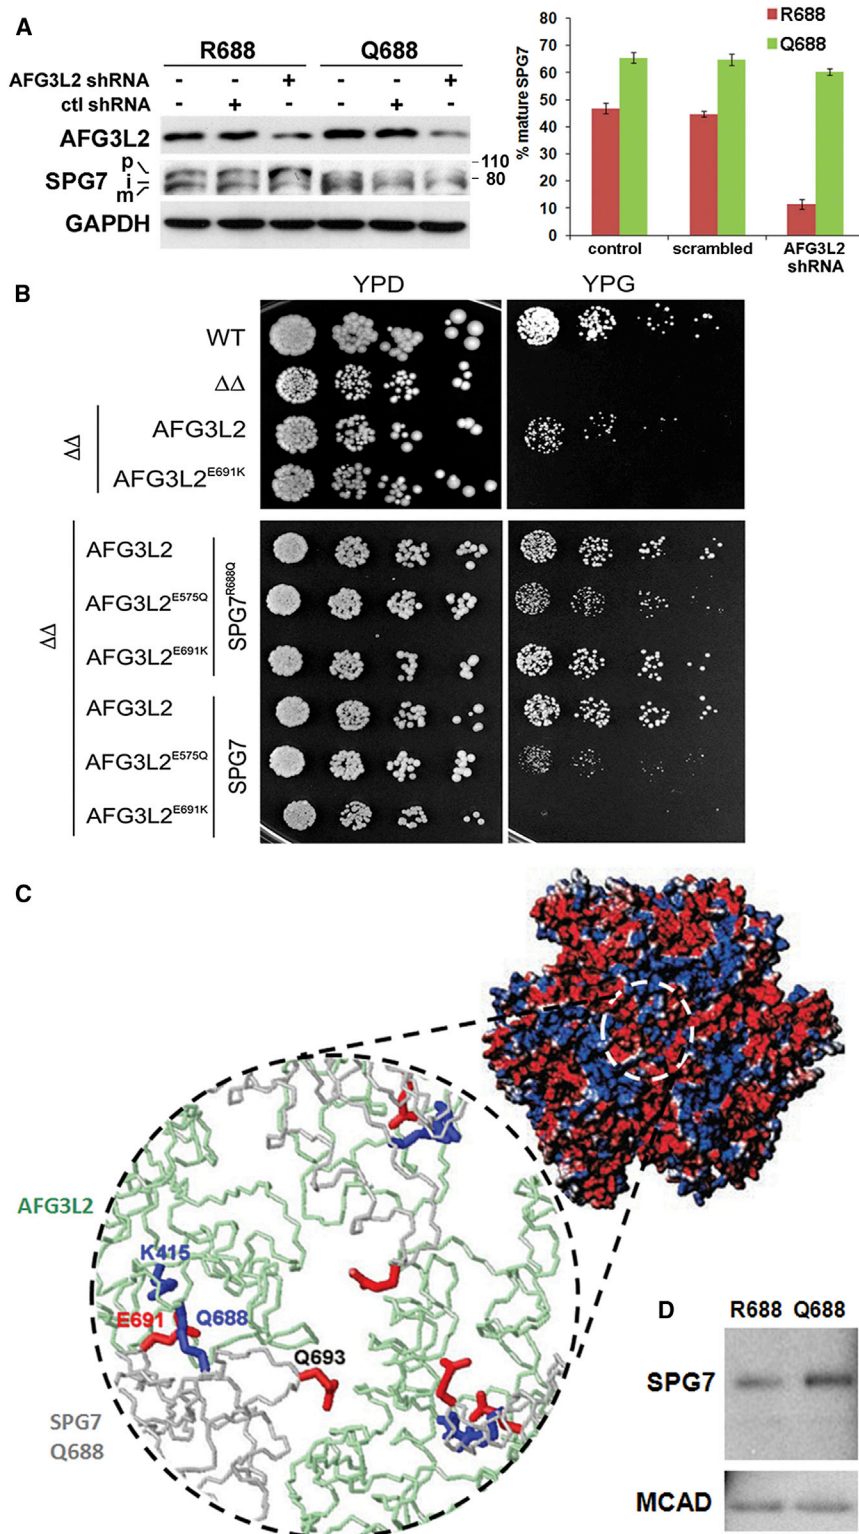 A
R688 Q688
AFG3L2 shRNA - - + - - +
ctl shRNA - + - - + -
AFG3L2
SPG7 p i m
110
80
GAPDH
% mature SPG7
80
70
60
50
40
30
20
10
0
R688
Q688
control scrambled AFG3L2
shRNA
B
YPD YPG
WT
ΔΔ
ΔΔ
AFG3L2
AFG3L2E691K
ΔΔ
AFG3L2
AFG3L2E575Q
AFG3L2E691K
SPG7R688Q
AFG3L2
AFG3L2E575Q
AFG3L2E691K
SPG7
C
AFG3L2
K415
E691 Q688
Q693
SPG7
Q688
D
R688 Q688
SPG7
MCAD